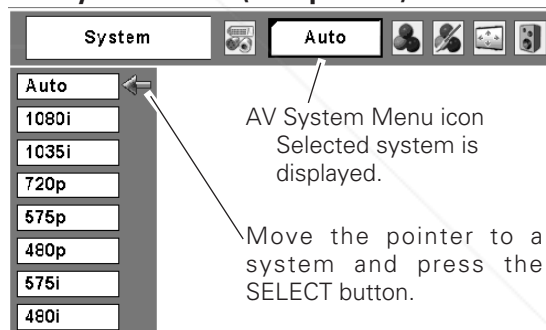 System Auto
Auto
1080i
1035i
720p
575p
480p
575i
480i
AV System Menu icon
Selected system is
displayed.
Move the pointer to a
system and press the
SELECT button.